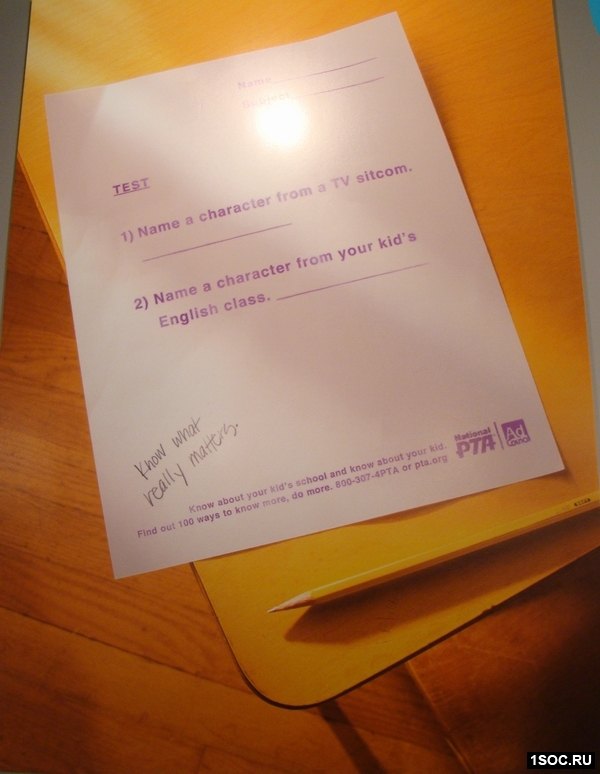 Name
Subject
TEST
1) Name a character from a TV sitcom.
2) Name a character from your kid's
English class.
Know what
really matters.
National
PTA
Ad
Council
Know about your kid's school and know about your kid.
Find out 100 ways to know more, do more. 800-307-4PTA or pta.org
1SOC.RU